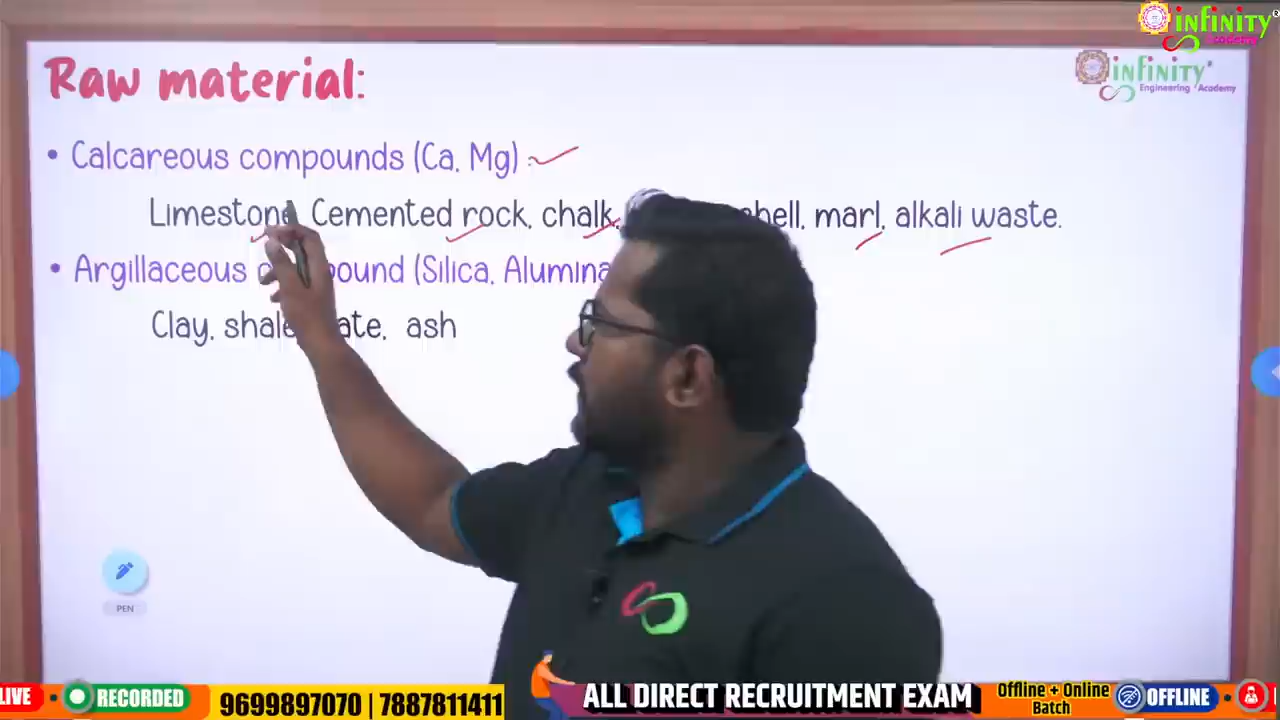 infinity
academy
infinity
Engineering Academy
Raw material:
• Calcareous compounds (Ca, Mg)
Limestone, Cemented rock, chalk, shell, marl, alkali waste.
• Argillaceous compound (Silica, Alumina
Clay, shale, ate, ash
PEN
LIVE • RECORDED 9699897070 | 7887811411 ALL DIRECT RECRUITMENT EXAM Offline + Online Batch OFFLINE